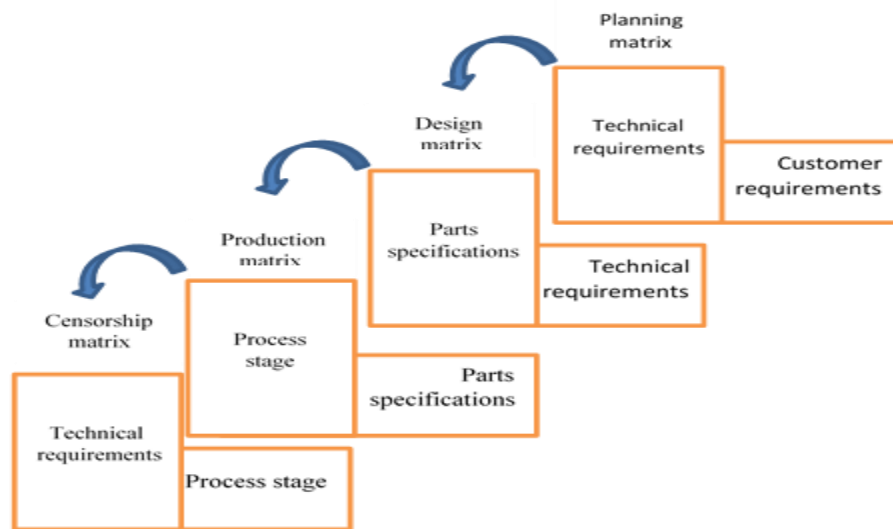 Planning
matrix
Technical
requirements
Customer
requirements
Design
matrix
Parts
specifications
Technical
requirements
Production
matrix
Process
stage
Parts
specifications
Censorship
matrix
Technical
requirements
Process stage